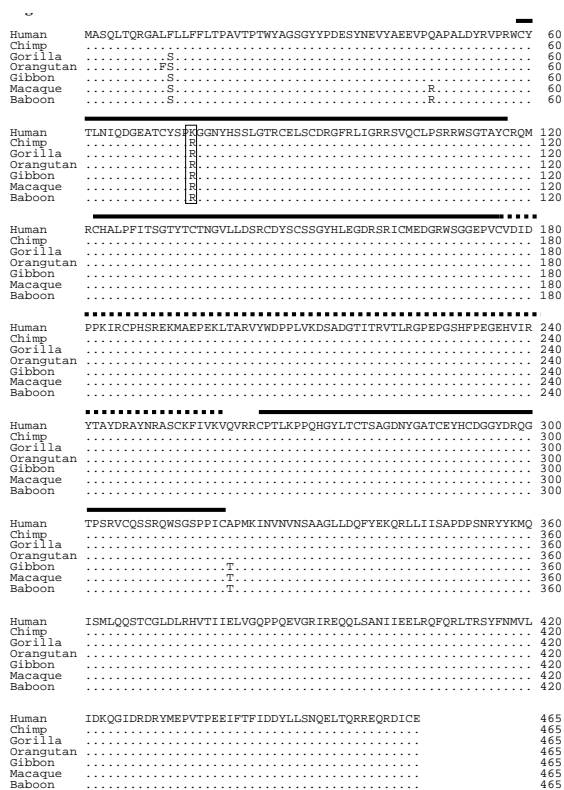 Human MASQLTQRGALFLLFFLTPAVTPTWYAGSGYYPDESYNEVYAEEVPQAPALDYRVPRWCY 60
Chimp ............................................................ 60
Gorilla ...........S................................................ 60
Orangutan ..........FS................................................ 60
Gibbon ...........S................................................ 60
Macaque ...........S..................................R............. 60
Baboon ...........S..................................R............. 60
Human TLNIQDGEATCYSPKGGNYHSSLGTRCELSCDRGFRLIGRRSVQCLPSRRWSGTAYCRQM 120
Chimp ..............R............................................. 120
Gorilla ..............R............................................. 120
Orangutan ..............R............................................. 120
Gibbon ..............R............................................. 120
Macaque ..............R............................................. 120
Baboon ..............R............................................. 120
Human RCHALPFITSGTYTCTNGVLLDSRCDYSCSSGYHLEGDRSRICMEDGRWSGGEPVCVDID 180
Chimp ............................................................ 180
Gorilla ............................................................ 180
Orangutan ............................................................ 180
Gibbon ............................................................ 180
Macaque ............................................................ 180
Baboon ............................................................ 180
Human PPKIRCPHSREKMAEPEKLTARVYWDPPLVKDSADGTITRVTLRGPEPGSHFPEGEHVIR 240
Chimp ............................................................ 240
Gorilla ............................................................ 240
Orangutan ............................................................ 240
Gibbon ............................................................ 240
Macaque ............................................................ 240
Baboon ............................................................ 240
Human YTAYDRAYNRASCKFIVKVQVRRCPTLKPPQHGYLTCTSAGDNYGATCEYHCDGGYDRQG 300
Chimp ............................................................ 300
Gorilla ............................................................ 300
Orangutan ............................................................ 300
Gibbon ............................................................ 300
Macaque ............................................................ 300
Baboon ............................................................ 300
Human TPSRVCQSSRQWSGSPPICAPMKINVNVNSAAGLLDQFYEKQRLLIISAPDPSNRYYKMQ 360
Chimp ............................................................ 360
Gorilla ............................................................ 360
Orangutan ............................................................ 360
Gibbon ...................T........................................ 360
Macaque ...................T........................................ 360
Baboon ...................T........................................ 360
Human ISMLQQSTCGLDLRHVTIIELVGQPPQEVGRIREQQLSANIIEELRQFQRLTRSYFNMVL 420
Chimp ............................................................ 420
Gorilla ............................................................ 420
Orangutan ............................................................ 420
Gibbon ............................................................ 420
Macaque ............................................................ 420
Baboon ............................................................ 420
Human IDKQGIDRDRYMEPVTPEEIFTFIDDYLLSNQELTQRREQRDICE 465
Chimp ............................................. 465
Gorilla ............................................. 465
Orangutan ............................................. 465
Gibbon ............................................. 465
Macaque ............................................. 465
Baboon ............................................. 465